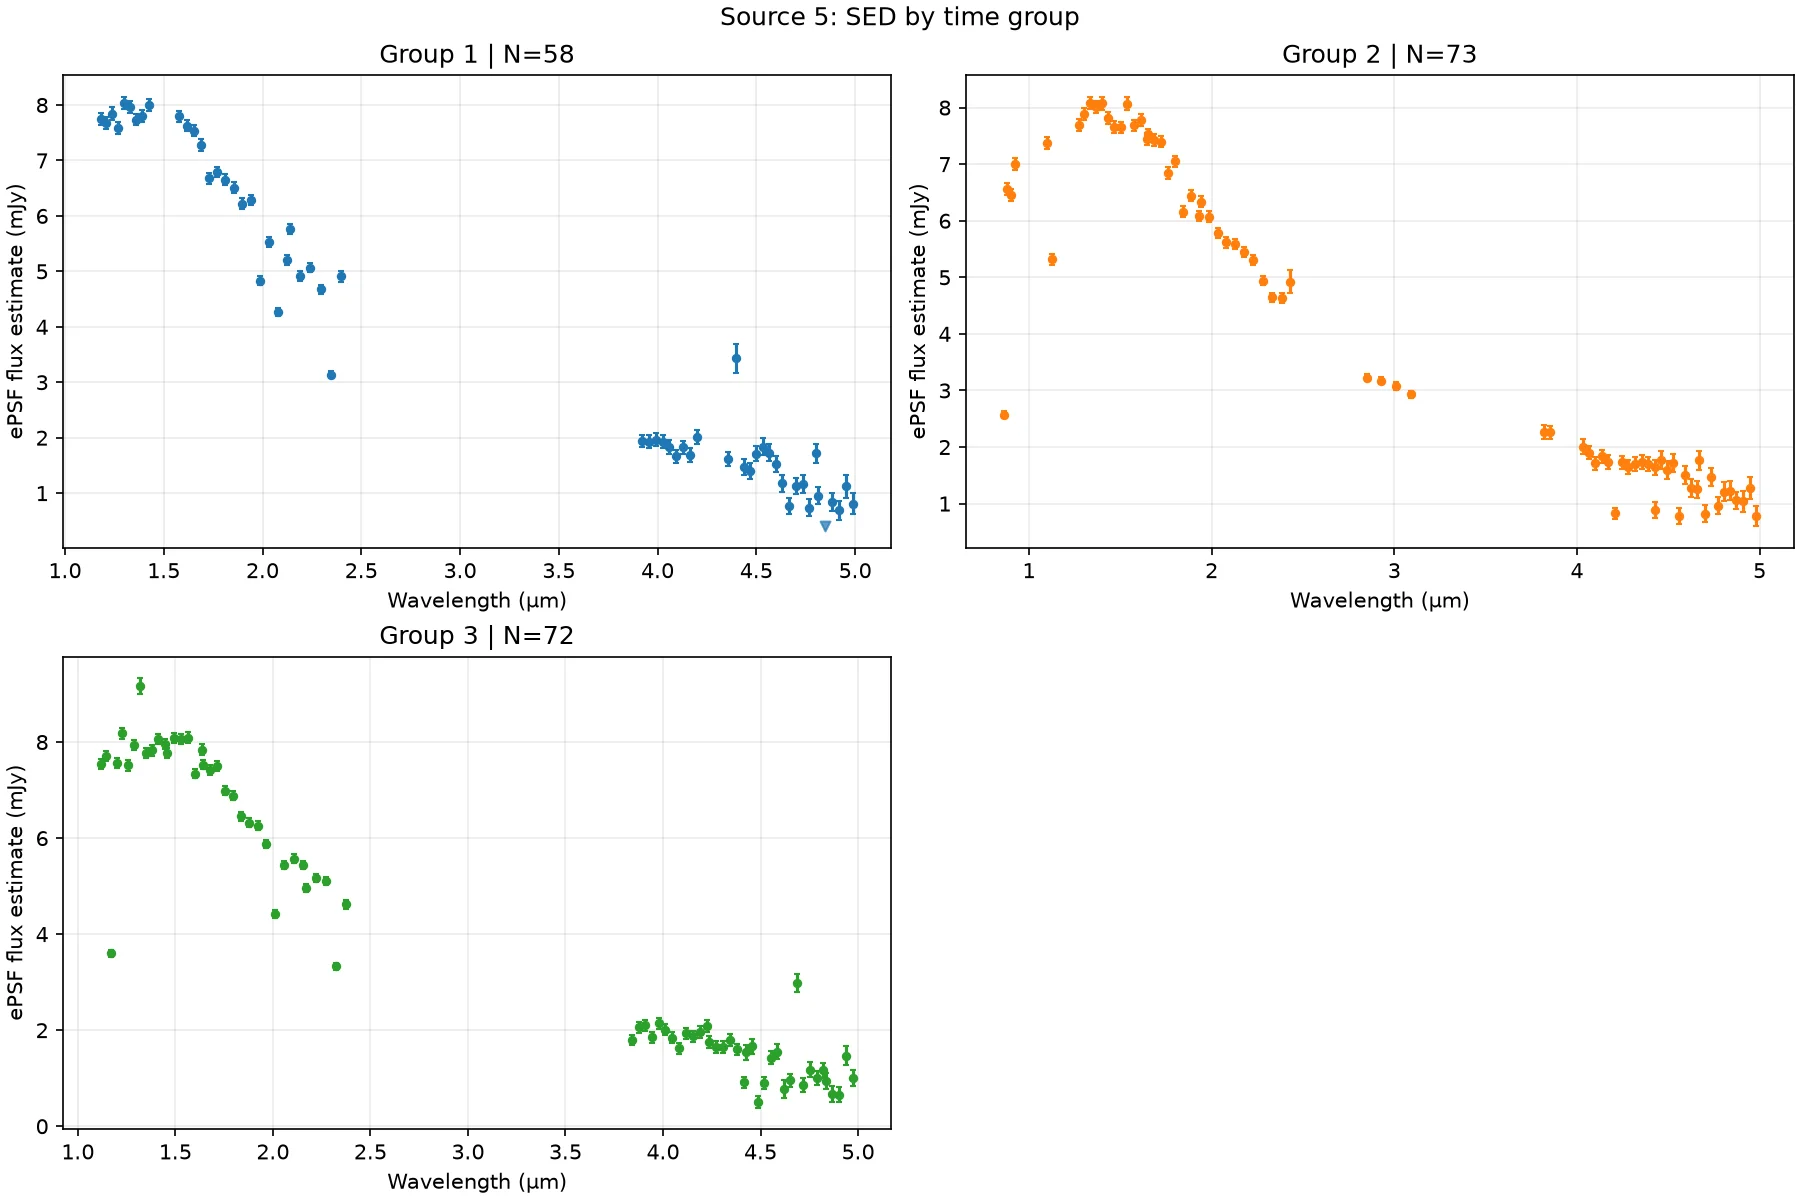 Source 5: SED by time group
Group 1 | N=58
ePSF flux estimate (mJy)
8
7
6
5
4
3
2
1
1.0 1.5 2.0 2.5 3.0 3.5 4.0 4.5 5.0
Wavelength (μm)
Group 2 | N=73
ePSF flux estimate (mJy)
8
7
6
5
4
3
2
1
1 2 3 4 5
Wavelength (μm)
Group 3 | N=72
ePSF flux estimate (mJy)
8
6
4
2
0
1.0 1.5 2.0 2.5 3.0 3.5 4.0 4.5 5.0
Wavelength (μm)